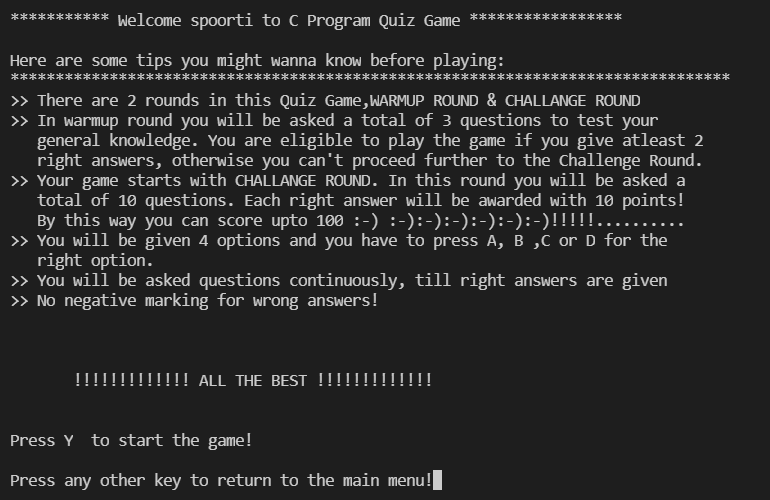 *********** Welcome spoorti to C Program Quiz Game *****************
Here are some tips you might wanna know before playing:
********************************************************************************
>> There are 2 rounds in this Quiz Game,WARMUP ROUND & CHALLANGE ROUND
>> In warmup round you will be asked a total of 3 questions to test your
general knowledge. You are eligible to play the game if you give atleast 2
right answers, otherwise you can't proceed further to the Challenge Round.
>> Your game starts with CHALLANGE ROUND. In this round you will be asked a
total of 10 questions. Each right answer will be awarded with 10 points!
By this way you can score upto 100 :-) :-):-):-):-):-):-)!!!!!..........
>> You will be given 4 options and you have to press A, B ,C or D for the
right option.
>> You will be asked questions continuously, till right answers are given
>> No negative marking for wrong answers!
!!!!!!!!!!!!! ALL THE BEST !!!!!!!!!!!!!
Press Y  to start the game!
Press any other key to return to the main menu!